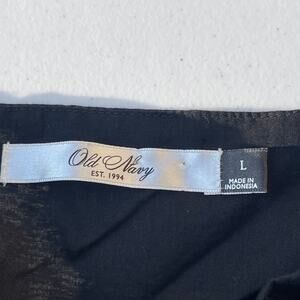 Old Navy
EST. 1994
L
MADE IN
INDONESIA